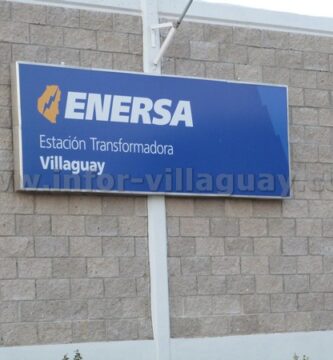 ENERSA
Estación Transformadora
Villaguay
www.infor-villaguay.c